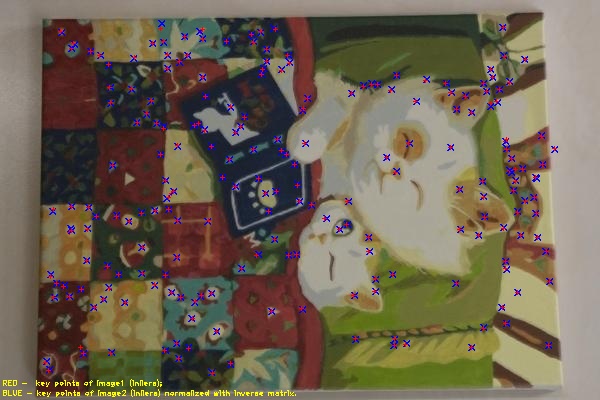 RED - key points of image1 (inliers);
BLUE - key points of image2 (inliers) normalized with inverse matrix.